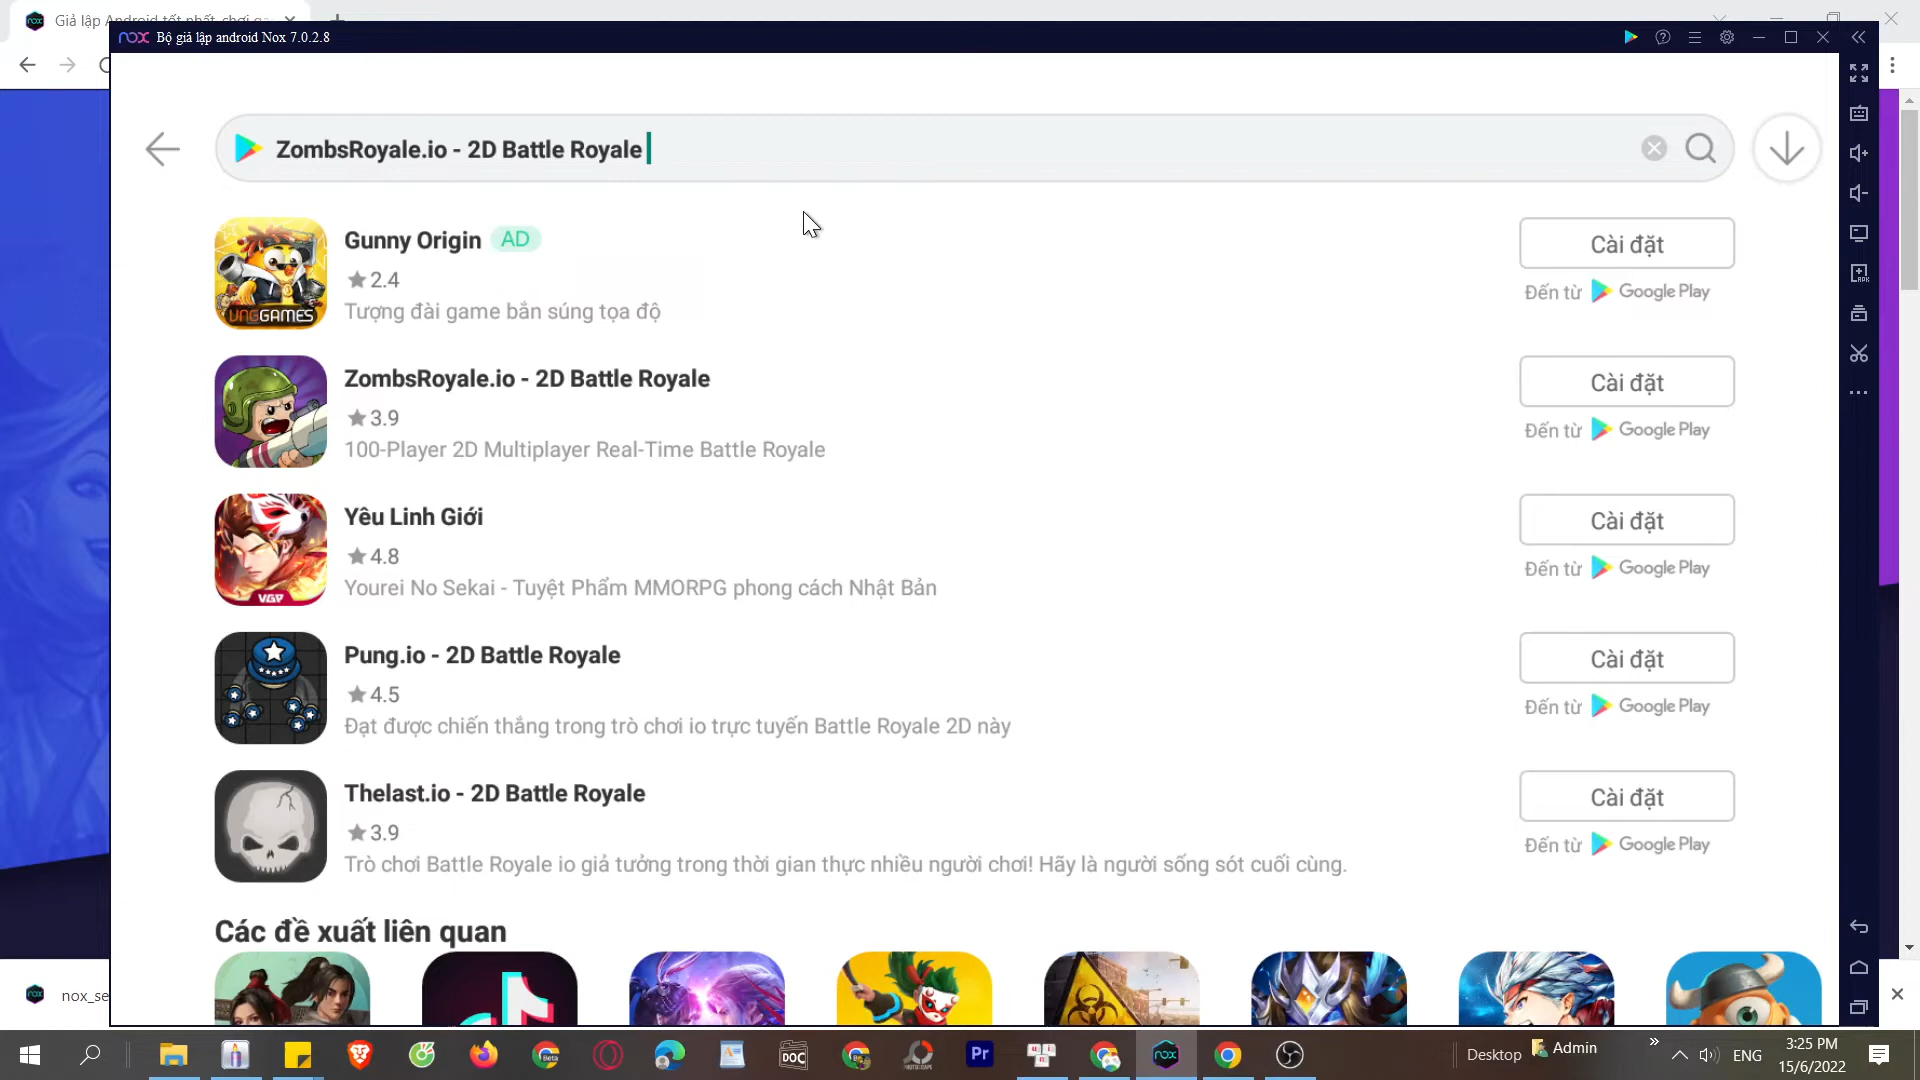 Giả lập Android tốt nhất, chơi ga
nox Bộ giả lập android Nox 7.0.2.8
ZombsRoyale.io - 2D Battle Royale
Gunny Origin AD
2.4
Tượng đài game bắn súng tọa độ
Cài đặt
Đến từ Google Play
VNGGAMES
ZombsRoyale.io - 2D Battle Royale
3.9
100-Player 2D Multiplayer Real-Time Battle Royale
Cài đặt
Đến từ Google Play
Yêu Linh Giới
4.8
Yourei No Sekai - Tuyệt Phẩm MMORPG phong cách Nhật Bản
Cài đặt
Đến từ Google Play
VGP
Pung.io - 2D Battle Royale
4.5
Đạt được chiến thắng trong trò chơi io trực tuyến Battle Royale 2D này
Cài đặt
Đến từ Google Play
Thelast.io - 2D Battle Royale
3.9
Trò chơi Battle Royale io giả tưởng trong thời gian thực nhiều người chơi! Hãy là người sống sót cuối cùng.
Cài đặt
Đến từ Google Play
Các đề xuất liên quan
nox_se
DOC
Pr
Desktop
Admin
ENG
3:25 PM
15/6/2022